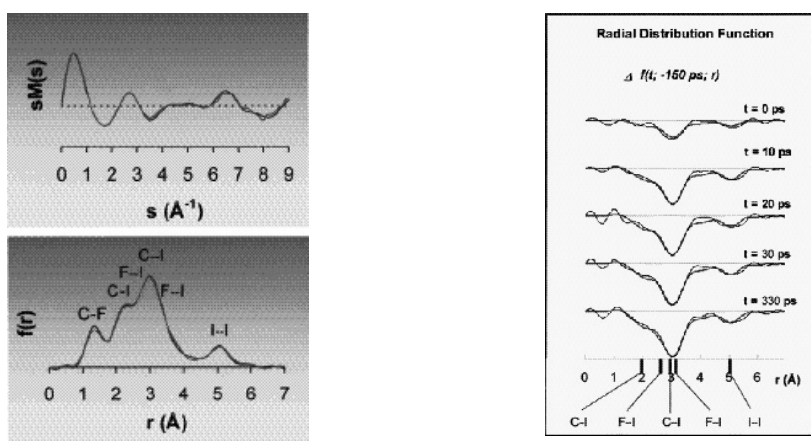 sM(s)
0 1 2 3 4 5 6 7 8 9
s (Å-1)
C--I
F--I
C-I F--I
C-F
I--I
f(r)
0 1 2 3 4 5 6 7
r (Å)
Radial Distribution Function
Δ f(t; -150 ps; r)
t = 0 ps
t = 10 ps
t = 20 ps
t = 30 ps
t = 330 ps
0 1 2 3 4 5 6 r (Å)
C-I F--I C--I F--I I--I